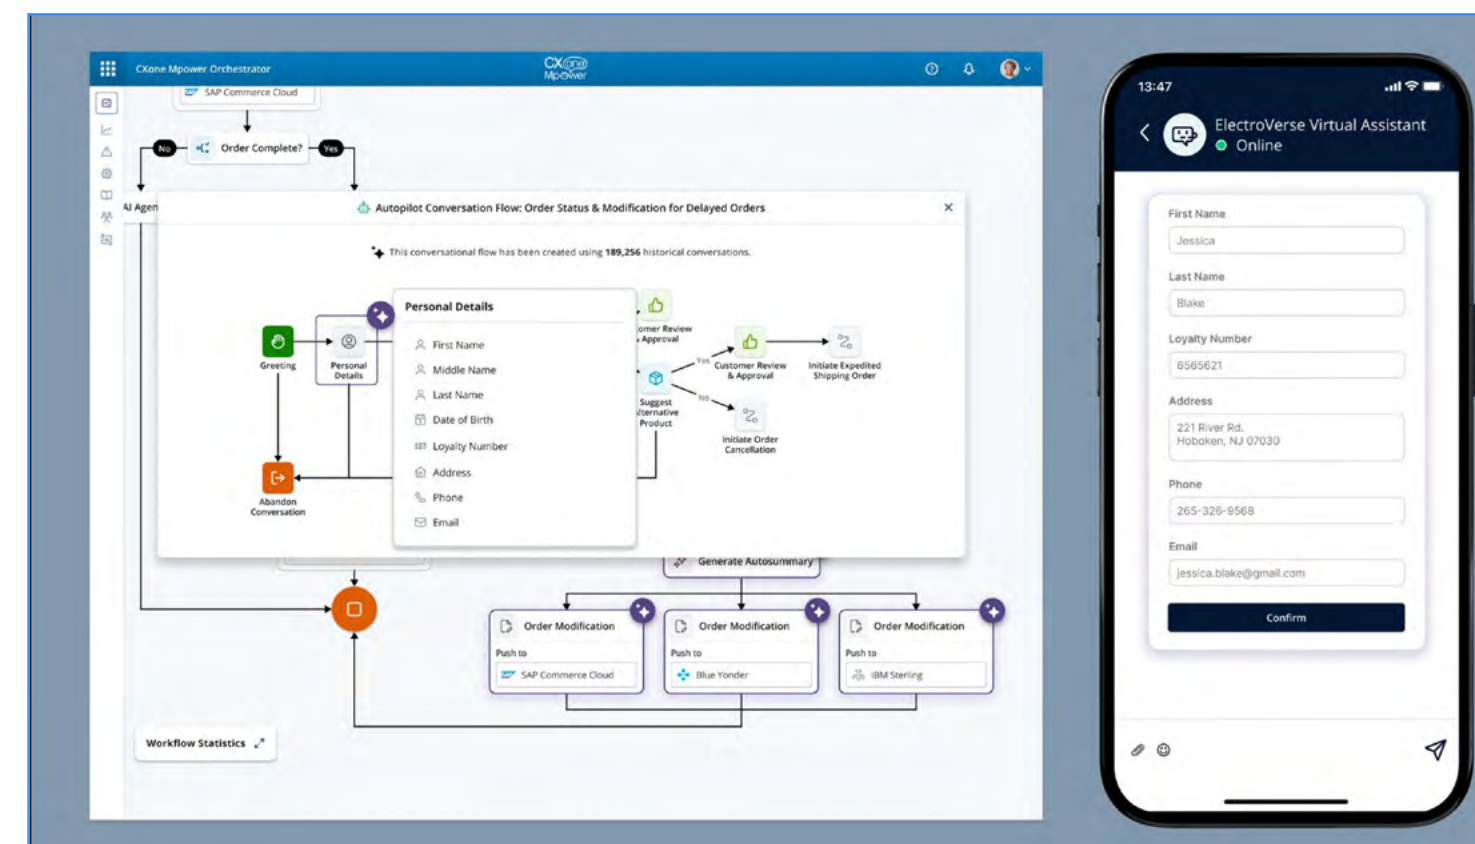 CXone Mpower Orchestrator
CXone
Mpower
SAP Commerce Cloud
No
Order Complete?
Yes
AI Agen
Autopilot Conversation Flow: Order Status & Modification for Delayed Orders
This conversational flow has been created using 189,256 historical conversations.
Greeting
Personal
Details
Abandon
Conversation
Personal Details
First Name
Middle Name
Last Name
Date of Birth
Loyalty Number
Address
Phone
Email
omer Review
Approval
Suggest
lternative
Product
Yes
No
Customer Review
& Approval
Initiate Expedited
Shipping Order
Initiate Order
Cancellation
Generate Autosummary
Order Modification
Push to
SAP Commerce Cloud
Order Modification
Push to
Blue Yonder
Order Modification
Push to
IBM Sterling
Workflow Statistics
13:47
ElectroVerse Virtual Assistant
Online
First Name
Jessica
Last Name
Blake
Loyalty Number
6565621
Address
221 River Rd.
Hoboken, NJ 07030
Phone
265-326-9568
Email
jessica.blake@gmail.com
Confirm